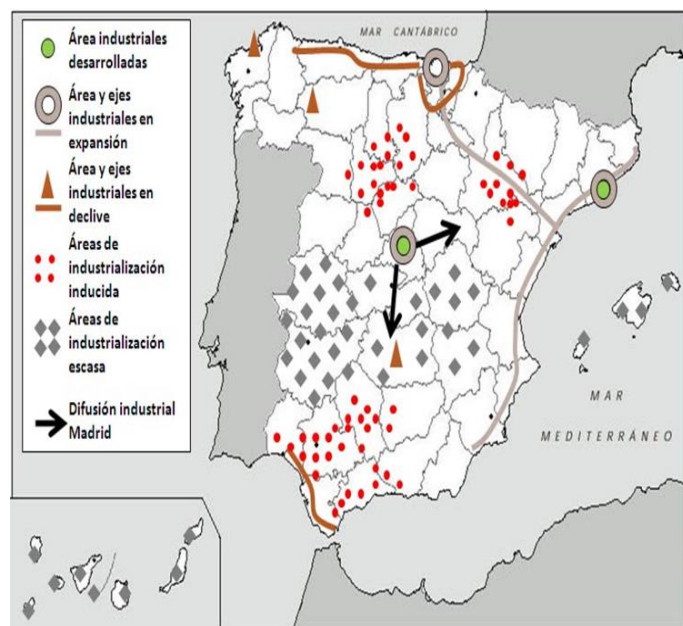 MAR CANTÁBRICO
Área industriales
desarrolladas
Área y ejes
industriales en
expansión
Área y ejes
industriales en
declive
Áreas de
industrialización
inducida
Áreas de
industrialización
escasa
Difusión industrial
Madrid
MAR
MEDITERRÁNEO